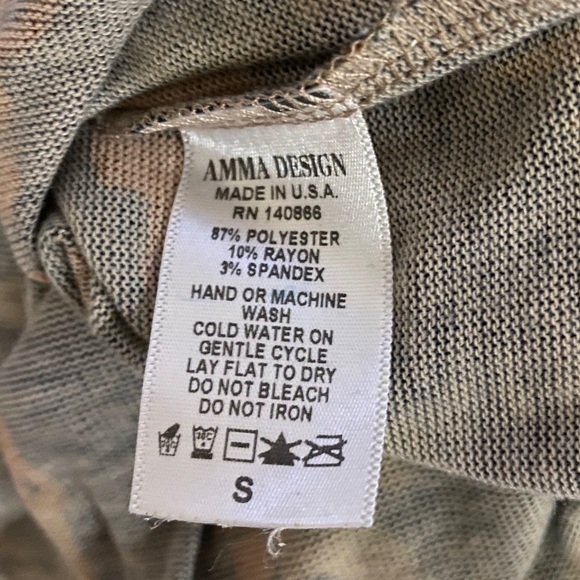 AMMA DESIGN
MADE IN U.S.A.
RN 140866
87% POLYESTER
10% RAYON
3% SPANDEX
HAND OR MACHINE
WASH
COLD WATER ON
GENTLE CYCLE
LAY FLAT TO DRY
DO NOT BLEACH
DO NOT IRON
S